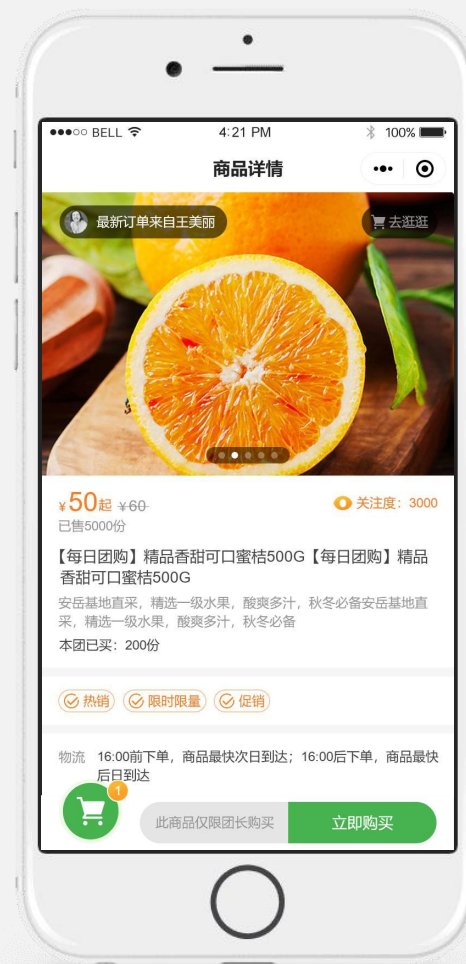 BELL 4:21 PM 100%
商品详情
最新订单来自王美丽 去逛逛
¥50起 ¥60 关注度：3000
已售5000份
【每日团购】精品香甜可口蜜桔500G【每日团购】精品
香甜可口蜜桔500G
安岳基地直采，精选一级水果，酸爽多汁，秋冬必备安岳基地直
采，精选一级水果，酸爽多汁，秋冬必备
本团已买：200份
热销 限时限量 促销
物流 16:00前下单，商品最快次日到达；16:00后下单，商品最快
后日到达
1
此商品仅限团长购买 立即购买